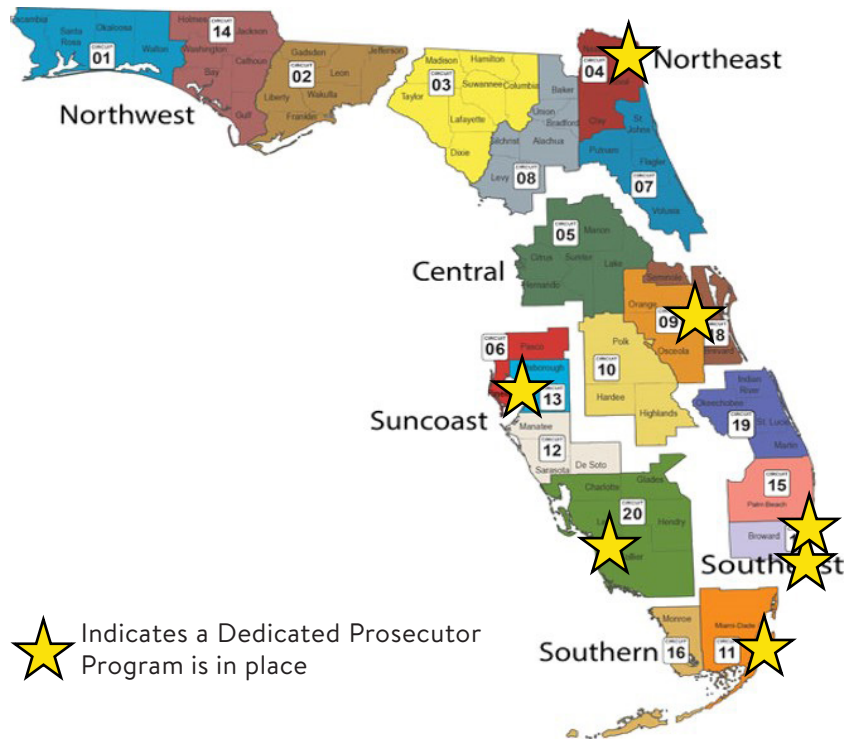 Escambia
Santa
Rosa
Okaloosa
Walton
CIRCUIT
01
Holmes
CIRCUIT
14
Jackson
Washington
Calhoun
Bay
Gulf
Northwest
Gadsden
Jefferson
CIRCUIT
02
Leon
Liberty
Wakulla
Franklin
Madison
Hamilton
CIRCUIT
03
Suwannee
Columbia
Taylor
Lafayette
Dixie
Baker
Union
Bradford
Gilchrist
Alachua
Levy
CIRCUIT
08
CIRCUIT
04
Clay
Northeast
St
Johns
Putnam
Flagler
CIRCUIT
07
Volusia
CIRCUIT
05
Marion
Citrus
Sumter
Lake
Hernando
Central
Seminole
Orange
CIRCUIT
09
Osceola
CIRCUIT
06
Pasco
CIRCUIT
13
Suncoast
Polk
CIRCUIT
10
Hardee
Highlands
Manatee
CIRCUIT
12
Sarasota
De Soto
Indian
River
Okeechobee
St Lucie
CIRCUIT
19
Martin
Charlotte
Glades
CIRCUIT
20
Hendry
CIRCUIT
15
Palm Beach
Broward
Southeast
Monroe
CIRCUIT
16
Miami-Dade
CIRCUIT
11
Southern
Indicates a Dedicated Prosecutor
Program is in place